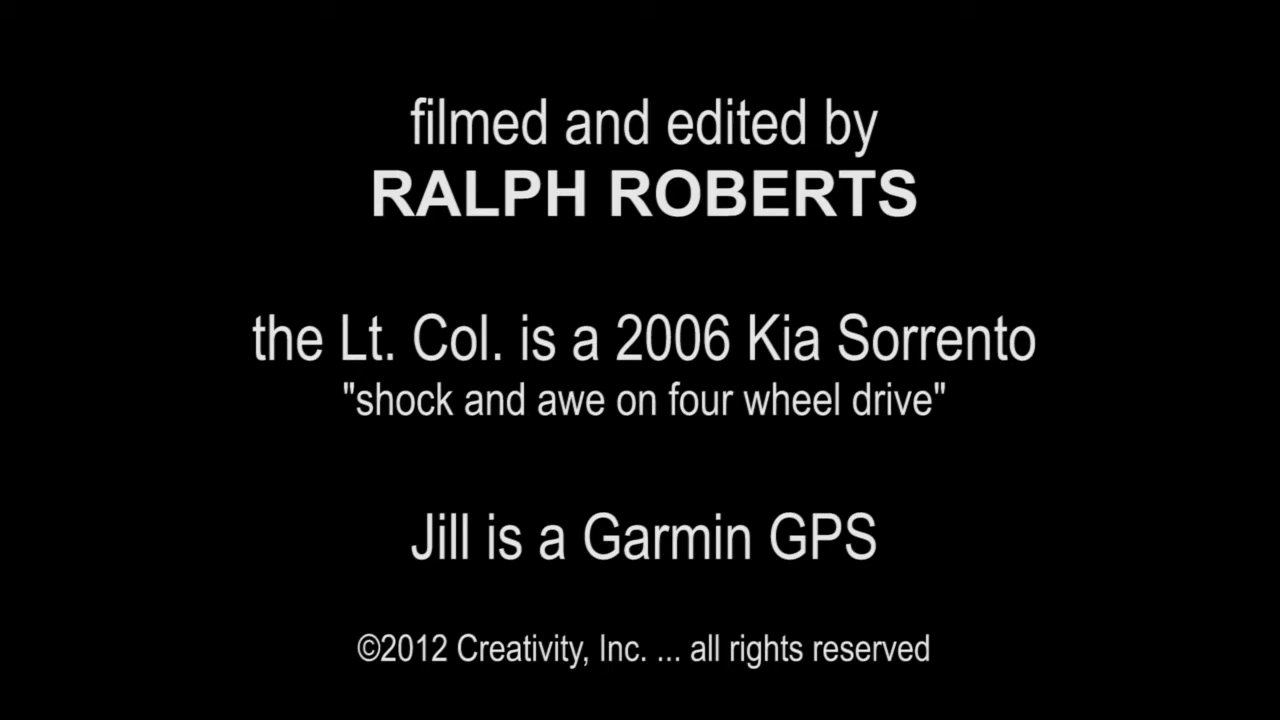 filmed and edited by
RALPH ROBERTS
the Lt. Col. is a 2006 Kia Sorrento
"shock and awe on four wheel drive"
Jill is a Garmin GPS
©2012 Creativity, Inc. ... all rights reserved